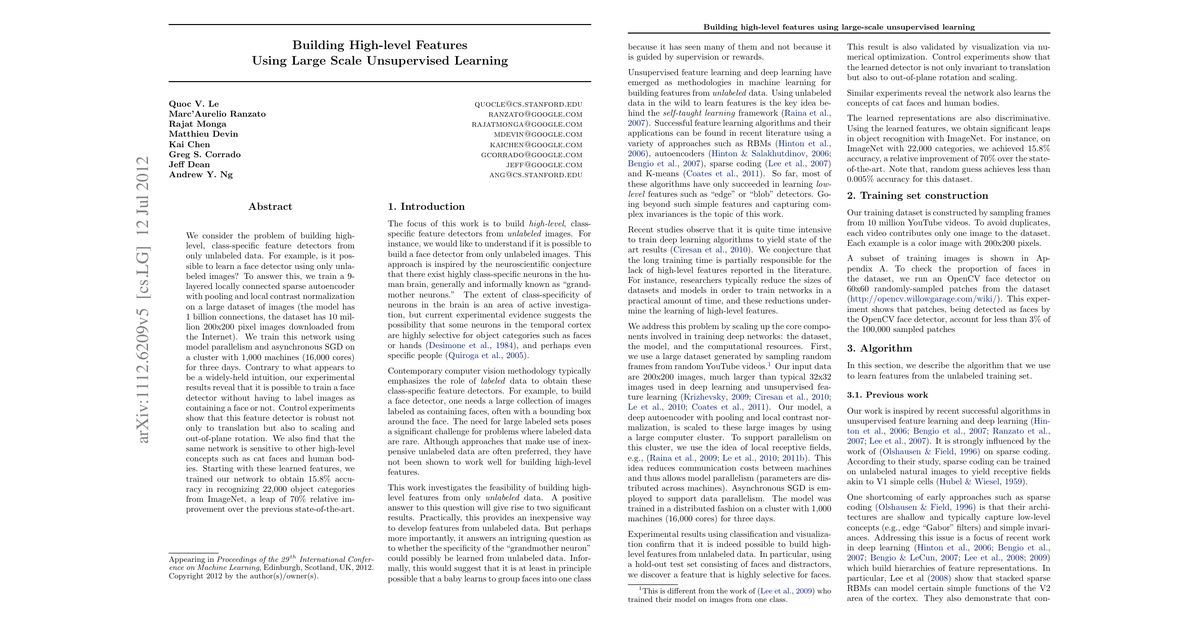 arXiv:1112.6209v5 [cs.LG] 12 Jul 2012
Building High-level Features
Using Large Scale Unsupervised Learning
Quoc V. Le quocle@cs.stanford.edu
Marc'Aurelio Ranzato ranzato@google.com
Rajat Monga rajatmonga@google.com
Matthieu Devin mdevin@google.com
Kai Chen kaichen@google.com
Greg S. Corrado gcorrado@google.com
Jeff Dean jeff@google.com
Andrew Y. Ng ang@cs.stanford.edu
Abstract
We consider the problem of building high-
level, class-specific feature detectors from
only unlabeled data. For example, is it pos-
sible to learn a face detector using only unla-
beled images? To answer this, we train a 9-
layered locally connected sparse autoencoder
with pooling and local contrast normalization
on a large dataset of images (the model has
1 billion connections, the dataset has 10 mil-
lion 200x200 pixel images downloaded from
the Internet). We train this network using
model parallelism and asynchronous SGD on
a cluster with 1,000 machines (16,000 cores)
for three days. Contrary to what appears to
be a widely-held intuition, our experimental
results reveal that it is possible to train a face
detector without having to label images as
containing a face or not. Control experiments
show that this feature detector is robust not
only to translation but also to scaling and
out-of-plane rotation. We also find that the
same network is sensitive to other high-level
concepts such as cat faces and human bod-
ies. Starting with these learned features, we
trained our network to obtain 15.8% accu-
racy in recognizing 22,000 object categories
from ImageNet, a leap of 70% relative im-
provement over the previous state-of-the-art.
Appearing in Proceedings of the 29th International Confer-
ence on Machine Learning, Edinburgh, Scotland, UK, 2012.
Copyright 2012 by the author(s)/owner(s).
1. Introduction
The focus of this work is to build high-level, class-
specific feature detectors from unlabeled images. For
instance, we would like to understand if it is possible to
build a face detector from only unlabeled images. This
approach is inspired by the neuroscientific conjecture
that there exist highly class-specific neurons in the hu-
man brain, generally and informally known as "grand-
mother neurons." The extent of class-specificity of
neurons in the brain is an area of active investiga-
tion, but current experimental evidence suggests the
possibility that some neurons in the temporal cortex
are highly selective for object categories such as faces
or hands (Desimone et al., 1984), and perhaps even
specific people (Quiroga et al., 2005).
Contemporary computer vision methodology typically
emphasizes the role of labeled data to obtain these
class-specific feature detectors. For example, to build
a face detector, one needs a large collection of images
labeled as containing faces, often with a bounding box
around the face. The need for large labeled sets poses
a significant challenge for problems where labeled data
are rare. Although approaches that make use of inex-
pensive unlabeled data are often preferred, they have
not been shown to work well for building high-level
features.
This work investigates the feasibility of building high-
level features from only unlabeled data. A positive
answer to this question will give rise to two significant
results. Practically, this provides an inexpensive way
to develop features from unlabeled data. But perhaps
more importantly, it answers an intriguing question as
to whether the specificity of the "grandmother neuron"
could possibly be learned from unlabeled data. Infor-
mally, this would suggest that it is at least in principle
possible that a baby learns to group faces into one class
Building high-level features using large-scale unsupervised learning
because it has seen many of them and not because it
is guided by supervision or rewards.
Unsupervised feature learning and deep learning have
emerged as methodologies in machine learning for
building features from unlabeled data. Using unlabeled
data in the wild to learn features is the key idea be-
hind the self-taught learning framework (Raina et al.,
2007). Successful feature learning algorithms and their
applications can be found in recent literature using a
variety of approaches such as RBMs (Hinton et al.,
2006), autoencoders (Hinton & Salakhutdinov, 2006;
Bengio et al., 2007), sparse coding (Lee et al., 2007)
and K-means (Coates et al., 2011). So far, most of
these algorithms have only succeeded in learning low-
level features such as "edge" or "blob" detectors. Go-
ing beyond such simple features and capturing com-
plex invariances is the topic of this work.
Recent studies observe that it is quite time intensive
to train deep learning algorithms to yield state of the
art results (Ciresan et al., 2010). We conjecture that
the long training time is partially responsible for the
lack of high-level features reported in the literature.
For instance, researchers typically reduce the sizes of
datasets and models in order to train networks in a
practical amount of time, and these reductions under-
mine the learning of high-level features.
We address this problem by scaling up the core compo-
nents involved in training deep networks: the dataset,
the model, and the computational resources. First,
we use a large dataset generated by sampling random
frames from random YouTube videos.1 Our input data
are 200x200 images, much larger than typical 32x32
images used in deep learning and unsupervised fea-
ture learning (Krizhevsky, 2009; Ciresan et al., 2010;
Le et al., 2010; Coates et al., 2011). Our model, a
deep autoencoder with pooling and local contrast nor-
malization, is scaled to these large images by using
a large computer cluster. To support parallelism on
this cluster, we use the idea of local receptive fields,
e.g., (Raina et al., 2009; Le et al., 2010; 2011b). This
idea reduces communication costs between machines
and thus allows model parallelism (parameters are dis-
tributed across machines). Asynchronous SGD is em-
ployed to support data parallelism. The model was
trained in a distributed fashion on a cluster with 1,000
machines (16,000 cores) for three days.
Experimental results using classification and visualiza-
tion confirm that it is indeed possible to build high-
level features from unlabeled data. In particular, using
a hold-out test set consisting of faces and distractors,
we discover a feature that is highly selective for faces.
1This is different from the work of (Lee et al., 2009) who
trained their model on images from one class.
This result is also validated by visualization via nu-
merical optimization. Control experiments show that
the learned detector is not only invariant to translation
but also to out-of-plane rotation and scaling.
Similar experiments reveal the network also learns the
concepts of cat faces and human bodies.
The learned representations are also discriminative.
Using the learned features, we obtain significant leaps
in object recognition with ImageNet. For instance, on
ImageNet with 22,000 categories, we achieved 15.8%
accuracy, a relative improvement of 70% over the state-
of-the-art. Note that, random guess achieves less than
0.005% accuracy for this dataset.
2. Training set construction
Our training dataset is constructed by sampling frames
from 10 million YouTube videos. To avoid duplicates,
each video contributes only one image to the dataset.
Each example is a color image with 200x200 pixels.
A subset of training images is shown in Ap-
pendix A. To check the proportion of faces in
the dataset, we run an OpenCV face detector on
60x60 randomly-sampled patches from the dataset
(http://opencv.willowgarage.com/wiki/). This exper-
iment shows that patches, being detected as faces by
the OpenCV face detector, account for less than 3% of
the 100,000 sampled patches
3. Algorithm
In this section, we describe the algorithm that we use
to learn features from the unlabeled training set.
3.1. Previous work
Our work is inspired by recent successful algorithms in
unsupervised feature learning and deep learning (Hin-
ton et al., 2006; Bengio et al., 2007; Ranzato et al.,
2007; Lee et al., 2007). It is strongly influenced by the
work of (Olshausen & Field, 1996) on sparse coding.
According to their study, sparse coding can be trained
on unlabeled natural images to yield receptive fields
akin to V1 simple cells (Hubel & Wiesel, 1959).
One shortcoming of early approaches such as sparse
coding (Olshausen & Field, 1996) is that their archi-
tectures are shallow and typically capture low-level
concepts (e.g., edge "Gabor" filters) and simple invari-
ances. Addressing this issue is a focus of recent work
in deep learning (Hinton et al., 2006; Bengio et al.,
2007; Bengio & LeCun, 2007; Lee et al., 2008; 2009)
which build hierarchies of feature representations. In
particular, Lee et al (2008) show that stacked sparse
RBMs can model certain simple functions of the V2
area of the cortex. They also demonstrate that con-